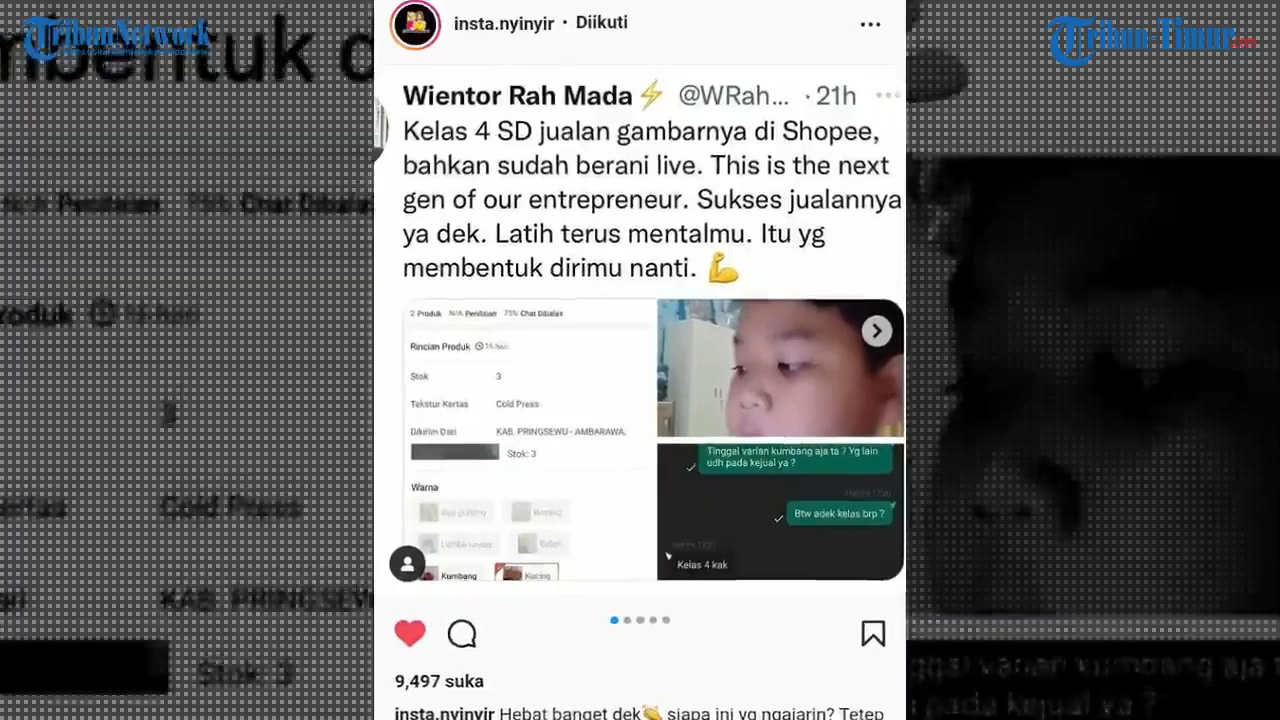 TribunNetwork
Tribun-Timur.com
insta.nyinyir • Diikuti
Wientor Rah Mada⚡ @WRah... · 21h
Kelas 4 SD jualan gambarnya di Shopee,
bahkan sudah berani live. This is the next
gen of our entrepreneur. Sukses jualannya
ya dek. Latih terus mentalmu. Itu yg
membentuk dirimu nanti. 💪
2 Produk N/A Penilaian 75% Chat Dibalas
Rincian Produk
Stok 3
Tekstur Kertas Cold Press
Dikirim Dari KAB. PRINGSEWU - AMBARAWA,
Stok: 3
Warna
Kumbang Kucing
Tinggal varian kumbang aja ta ? Yg lain
udh pada kejual ya ?
Btw adek kelas brp ?
Kelas 4 kak
9,497 suka
insta.nyinyir Hebat banget dek👏 siapa ini yg ngajarin? Tetep